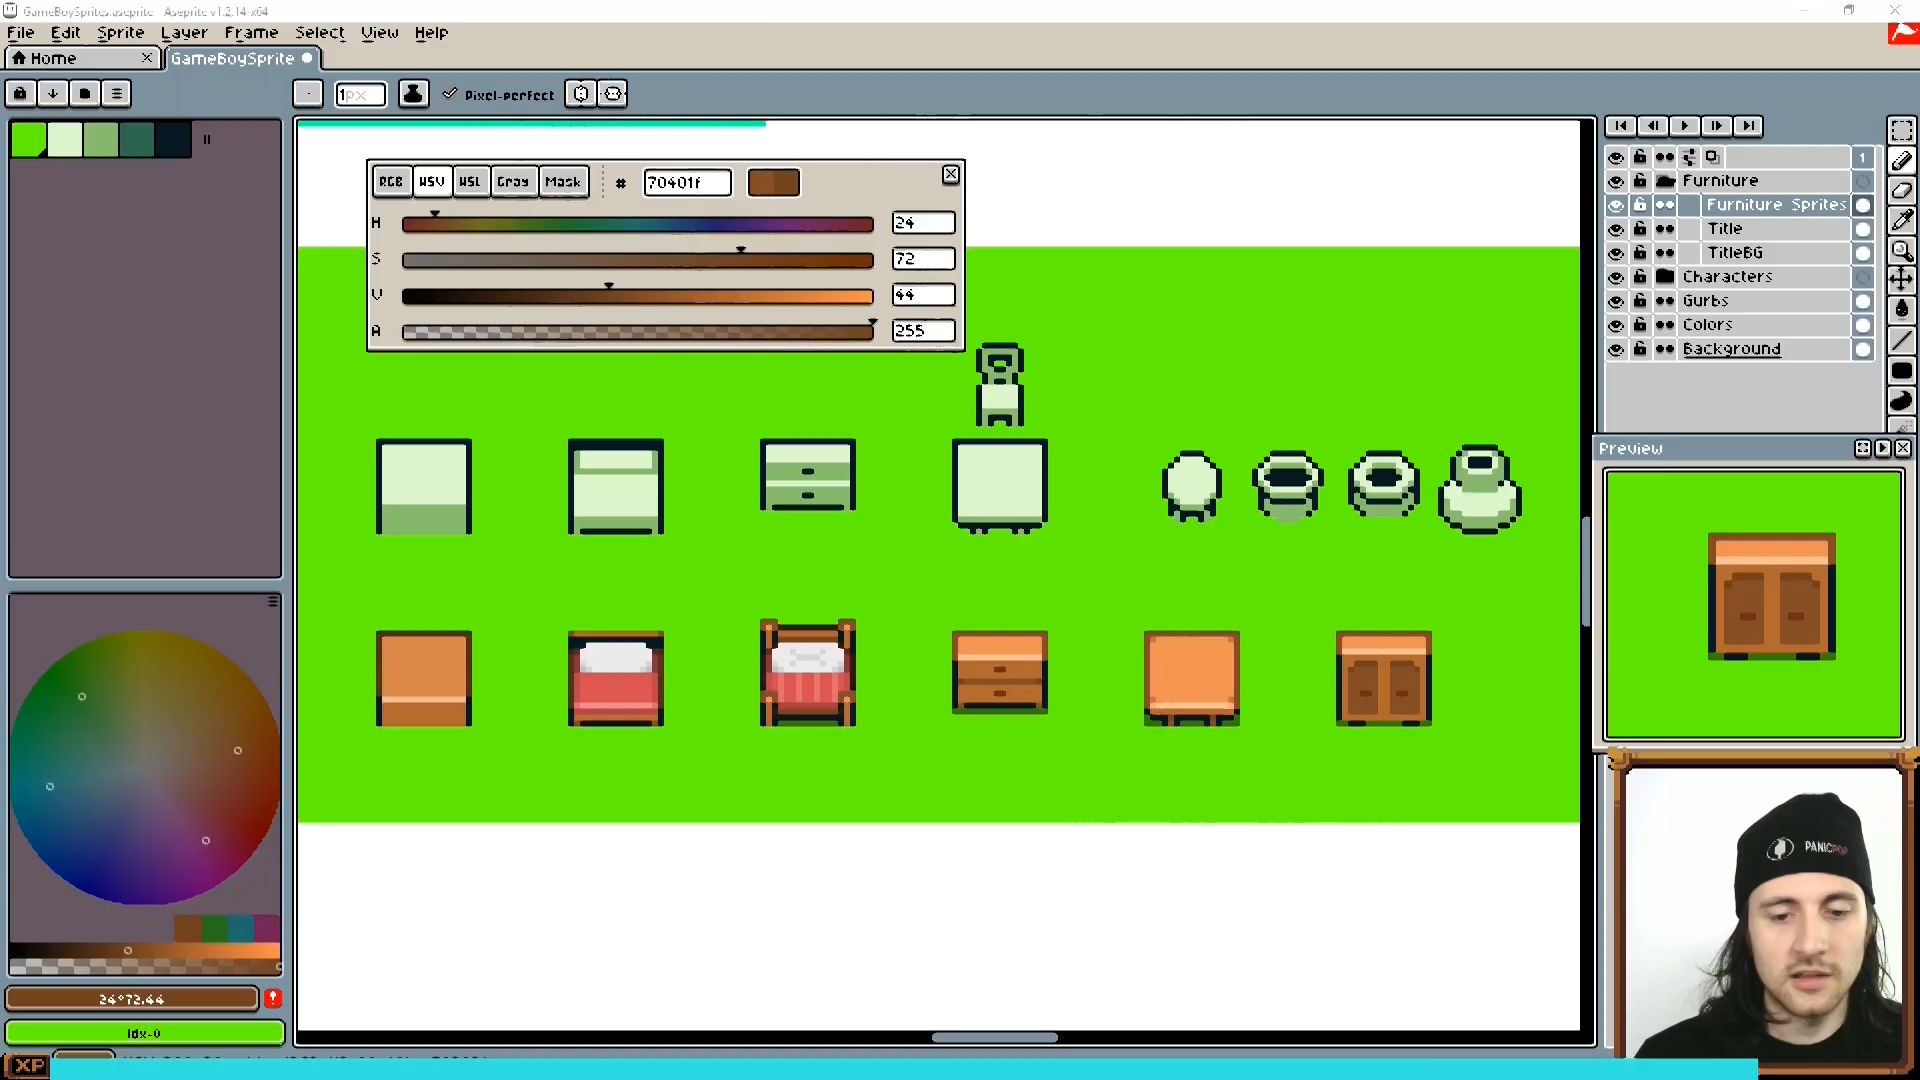 GameBoySprites.aseprite - Aseprite v1.2.14-x64
File Edit Sprite Layer Frame Select View Help
Home
GameBoySprite
1px
Pixel-perfect
RGB HSV HSL Gray Mask # 70401f
H 24
S 72
V 44
A 255
1
Furniture
Furniture Sprites
Title
TitleBG
Characters
Gurbs
Colors
Background
Preview
PANICPOP
24°72.44
Idx-0
XP